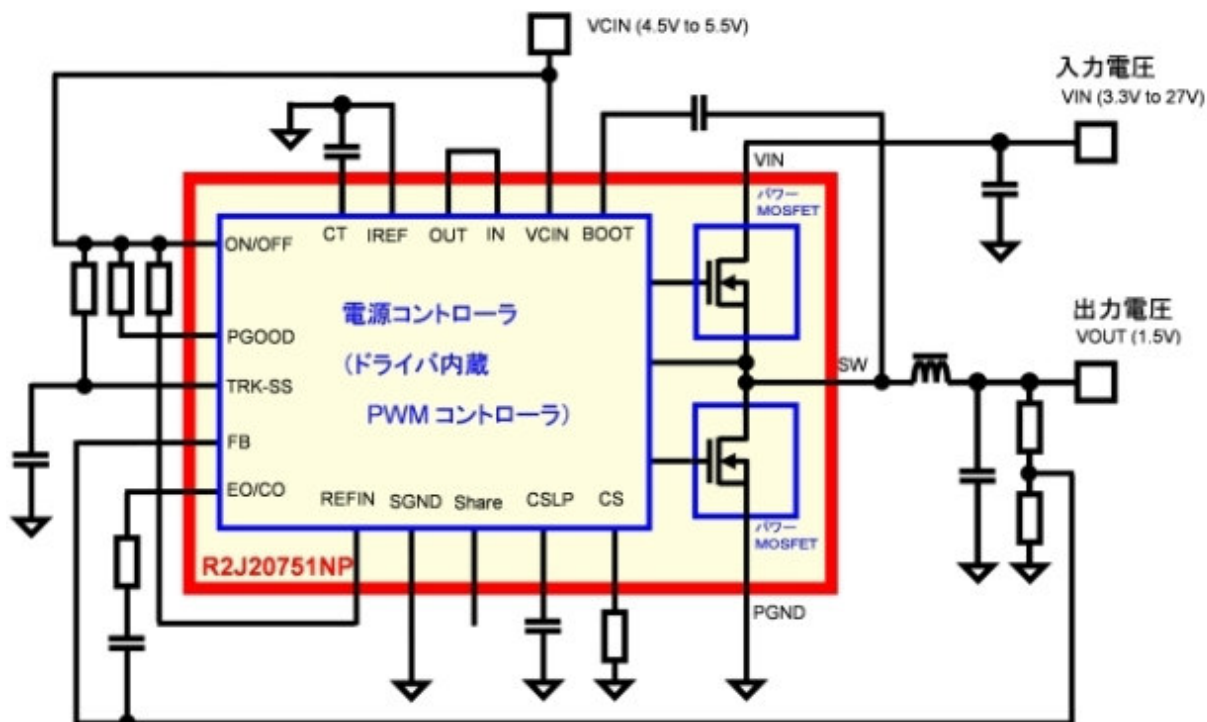 VCIN (4.5V to 5.5V)
入力電圧
VIN (3.3V to 27V)
VIN
パワー
MOSFET
CT IREF OUT IN VCIN BOOT
ON/OFF
電源コントローラ
(ドライバ内蔵
PWM コントローラ)
PGOOD
TRK-SS
FB
EO/CO
SW
出力電圧
VOUT (1.5V)
REFIN SGND Share CSLP CS
パワー
MOSFET
R2J20751NP
PGND